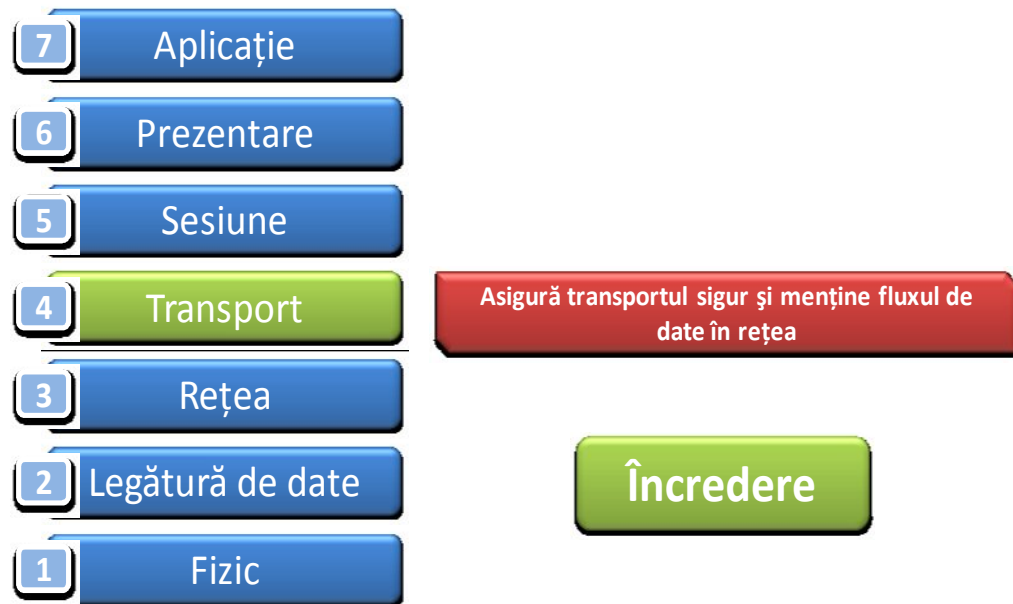 7 Aplicație
6 Prezentare
5 Sesiune
4 Transport
Asigură transportul sigur şi menține fluxul de
date în rețea
3 Rețea
2 Legătură de date
Încredere
1 Fizic